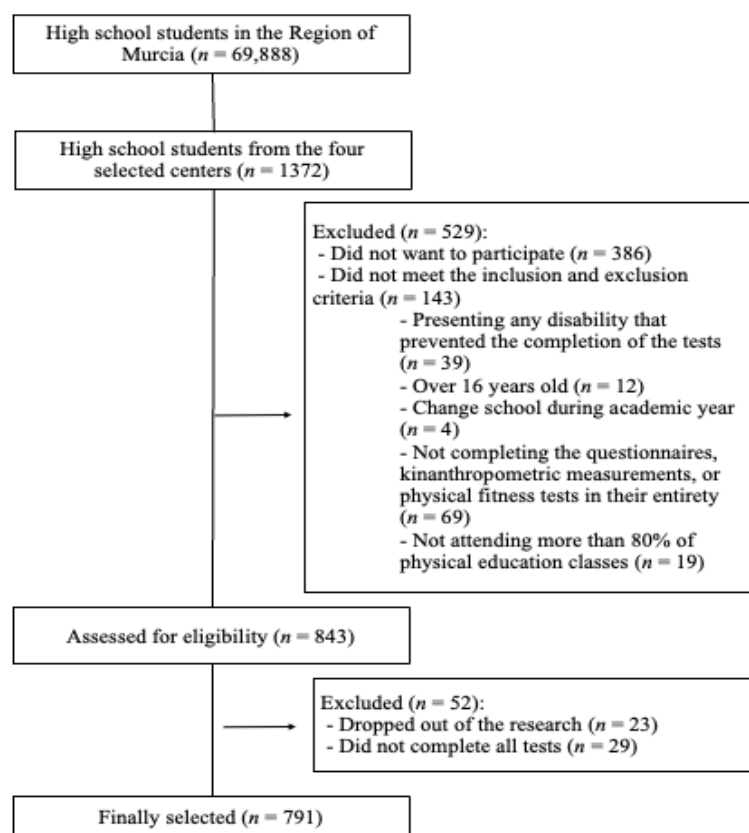 High school students in the Region of
Murcia (n = 69,888)
High school students from the four
selected centers (n = 1372)
Excluded (n = 529):
- Did not want to participate (n = 386)
- Did not meet the inclusion and exclusion
criteria (n = 143)
- Presenting any disability that
prevented the completion of the tests
(n = 39)
- Over 16 years old (n = 12)
- Change school during academic year
(n = 4)
- Not completing the questionnaires,
kinanthropometric measurements, or
physical fitness tests in their entirety
(n = 69)
- Not attending more than 80% of
physical education classes (n = 19)
Assessed for eligibility (n = 843)
Excluded (n = 52):
- Dropped out of the research (n = 23)
- Did not complete all tests (n = 29)
Finally selected (n = 791)